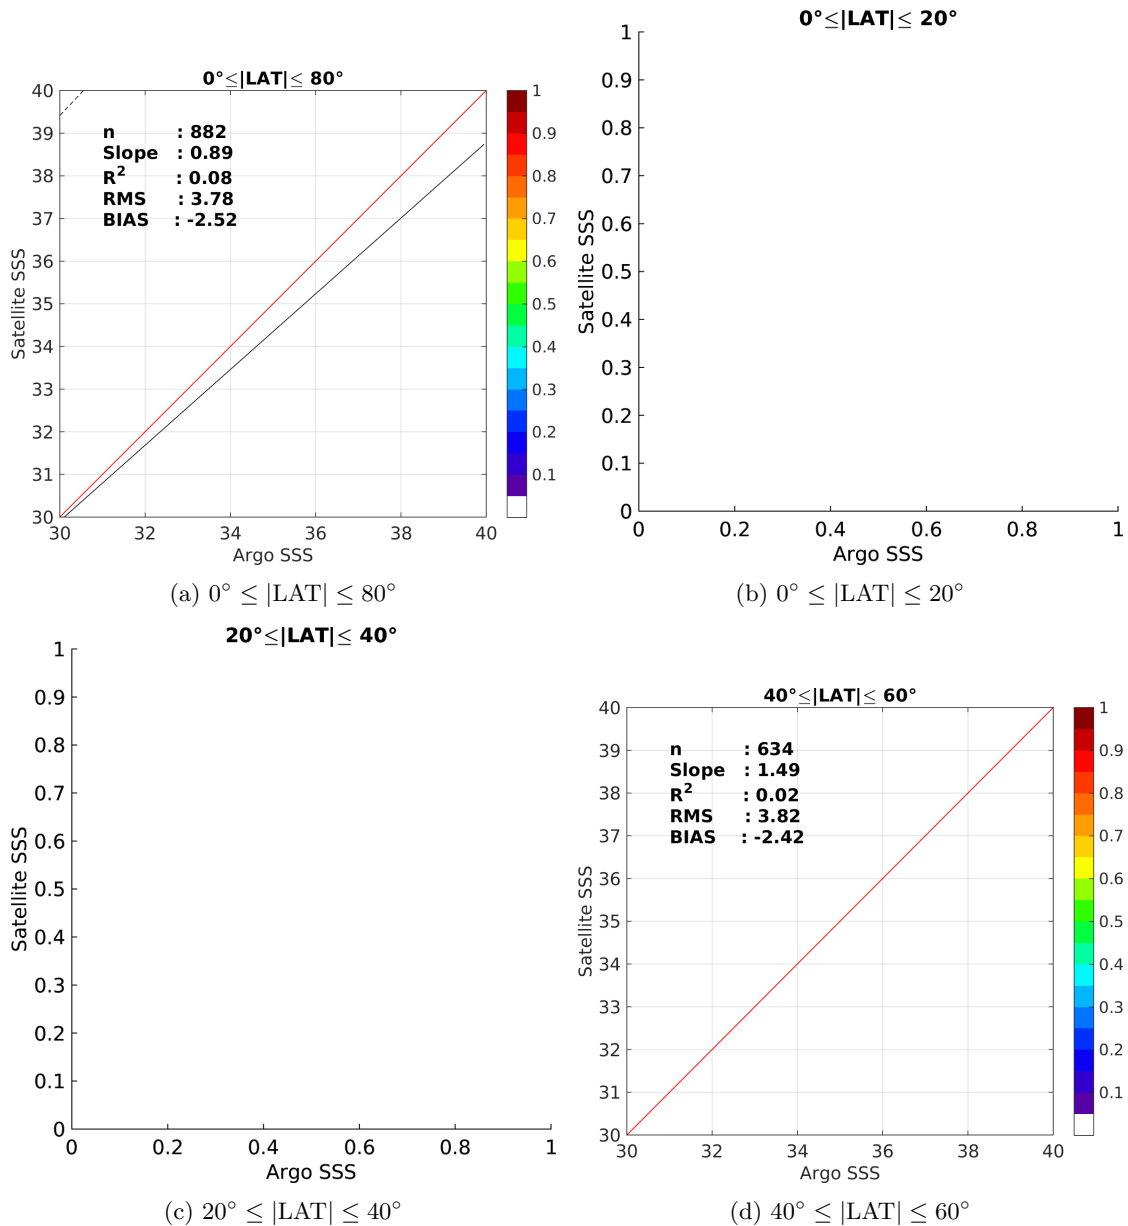 0°≤|LAT|≤ 80°
n : 882
Slope : 0.89
R² : 0.08
RMS : 3.78
BIAS : -2.52
40
39
38
37
36
35
34
33
32
31
30
Satellite SSS
30 32 34 36 38 40
Argo SSS
1
0.9
0.8
0.7
0.6
0.5
0.4
0.3
0.2
0.1
(a) 0° ≤ |LAT| ≤ 80°
0°≤|LAT|≤ 20°
1
0.9
0.8
0.7
0.6
0.5
0.4
0.3
0.2
0.1
0
Satellite SSS
0 0.2 0.4 0.6 0.8 1
Argo SSS
(b) 0° ≤ |LAT| ≤ 20°
20°≤|LAT|≤ 40°
1
0.9
0.8
0.7
0.6
0.5
0.4
0.3
0.2
0.1
0
Satellite SSS
0 0.2 0.4 0.6 0.8 1
Argo SSS
(c) 20° ≤ |LAT| ≤ 40°
40°≤|LAT|≤ 60°
n : 634
Slope : 1.49
R² : 0.02
RMS : 3.82
BIAS : -2.42
40
39
38
37
36
35
34
33
32
31
30
Satellite SSS
30 32 34 36 38 40
Argo SSS
1
0.9
0.8
0.7
0.6
0.5
0.4
0.3
0.2
0.1
(d) 40° ≤ |LAT| ≤ 60°